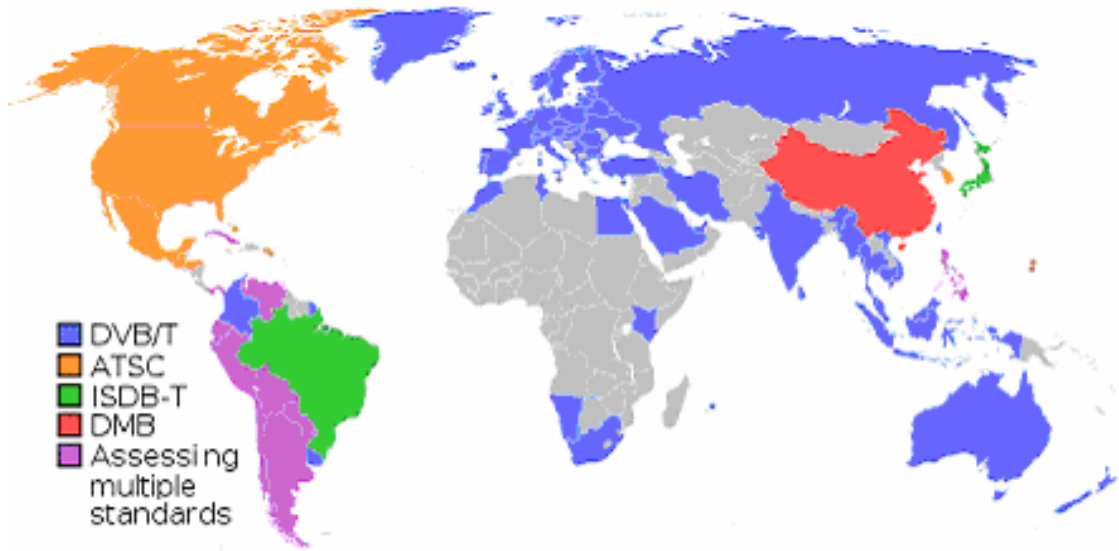 DVB/T
ATSC
ISDB-T
DMB
Assessing
multiple
standards